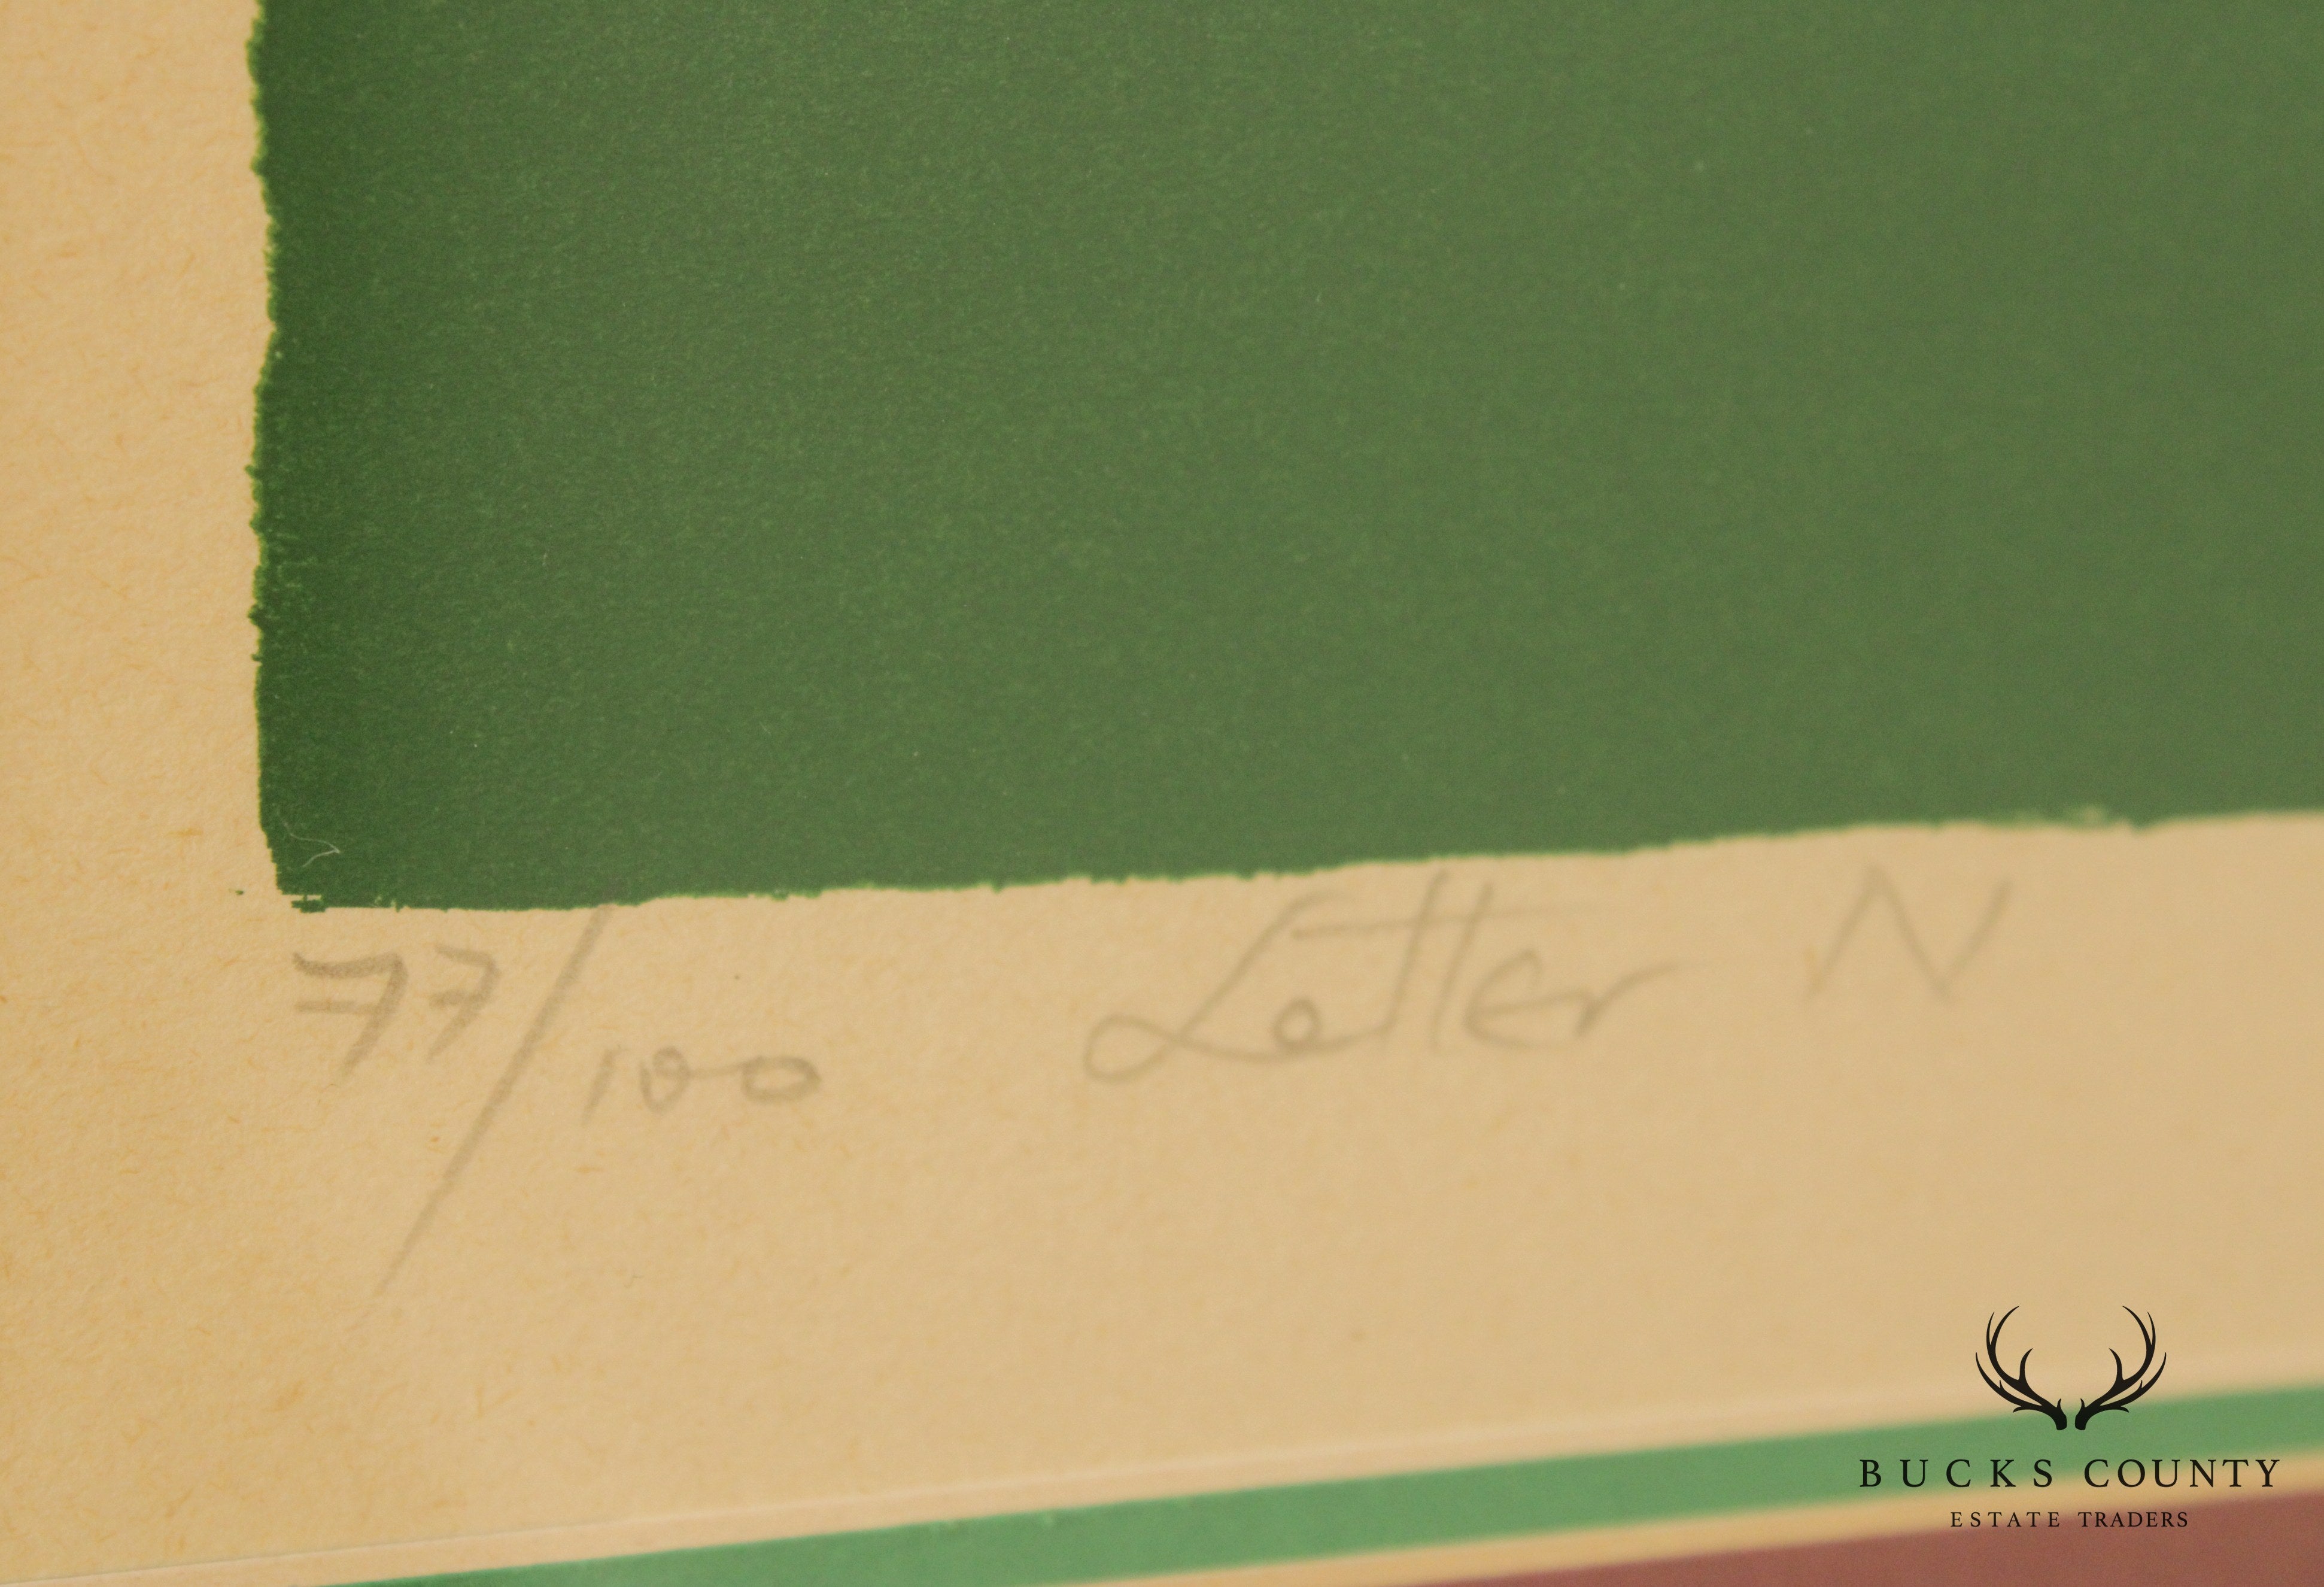 77/100 Letter N
BUCKS COUNTY
ESTATE TRADERS